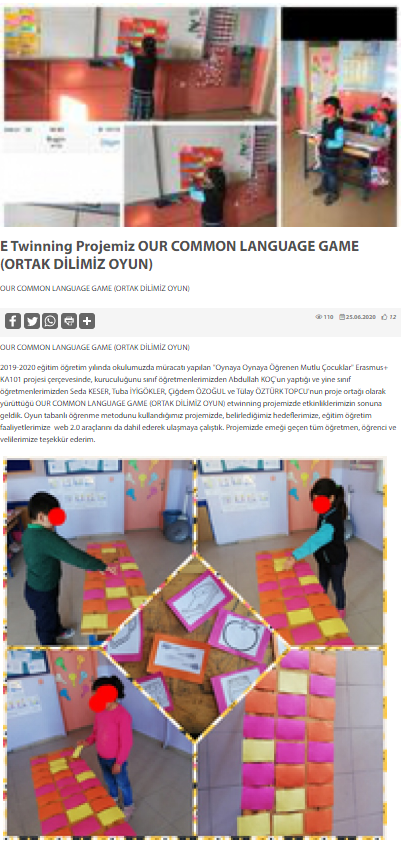 E Twinning Projemiz OUR COMMON LANGUAGE GAME
(ORTAK DİLİMİZ OYUN)
OUR COMMON LANGUAGE GAME (ORTAK DİLİMİZ OYUN)
118 25.06.2020 12
OUR COMMON LANGUAGE GAME (ORTAK DİLİMİZ OYUN)
2019-2020 eğitim öğretim yılında okulumuzda müracatı yapılan "Oynaya Oynaya Öğrenen Mutlu Çocuklar" Erasmus+
KA101 projesi çerçevesinde, kuruculuğunu sınıf öğretmenlerimizden Abdullah KOÇ'un yaptığı ve yine sınıf
öğretmenlerimizden Seda KESER, Tuba İYİGÖKLER, Çiğdem ÖZOĞUL ve Tülay ÖZTÜRK TOPCU'nun proje ortağı olarak
yürüttüğü OUR COMMON LANGUAGE GAME (ORTAK DİLİMİZ OYUN) etwinning projemizde etkinliklerimizin sonuna
geldik. Oyun tabanlı öğrenme metodunu kullandığımız projemizde, belirlediğimiz hedeflerimize, eğitim öğretim
faaliyetlerimize web 2.0 araçlarını da dahil ederek ulaşmaya çalıştık. Projemizde emeği geçen tüm öğretmen, öğrenci ve
velilerimize teşekkür ederim.